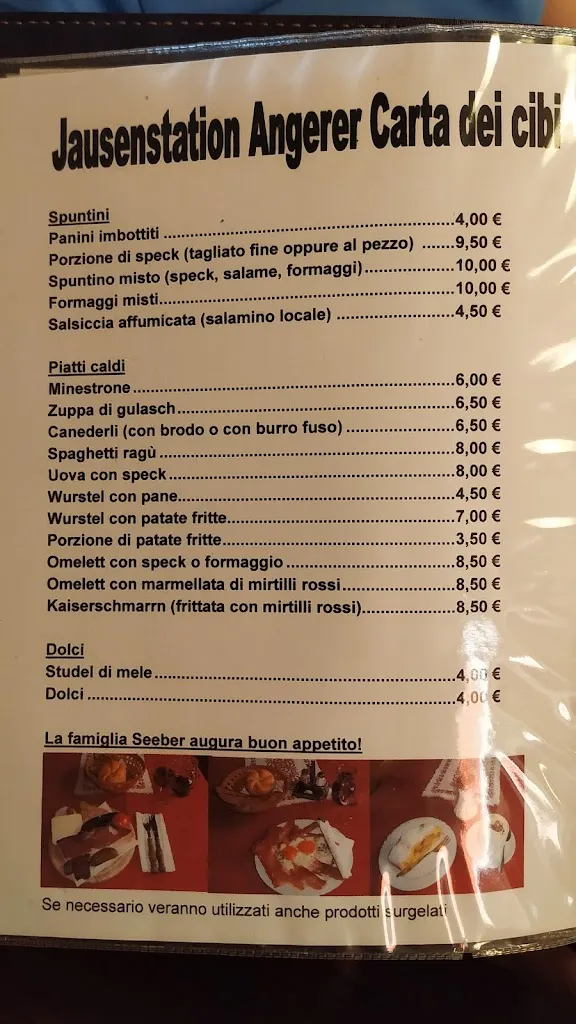 Jausenstation Angerer Carta dei cibi
Spuntini
Panini imbottiti ................................4,00 €
Porzione di speck (tagliato fine oppure al pezzo) .......9,50 €
Spuntino misto (speck, salame, formaggi)....................10,00 €
Formaggi misti................................10,00 €
Salsiccia affumicata (salamino locale) ..........................4,50 €
Piatti caldi
Minestrone................................6,00 €
Zuppa di gulasch................................6,50 €
Canederli (con brodo o con burro fuso) ........................6,50 €
Spaghetti ragù ................................8,00 €
Uova con speck................................8,00 €
Wurstel con pane................................4,50 €
Wurstel con patate fritte................................7,00 €
Porzione di patate fritte................................3,50 €
Omelett con speck o formaggio ................................8,50 €
Omelett con marmellata di mirtilli rossi.........................8,50 €
Kaiserschmarrn (frittata con mirtilli rossi).....................8,50 €
Dolci
Studel di mele................................4,00 €
Dolci ................................4,00 €
La famiglia Seeber augura buon appetito!
Se necessario veranno utilizzati anche prodotti surgelati